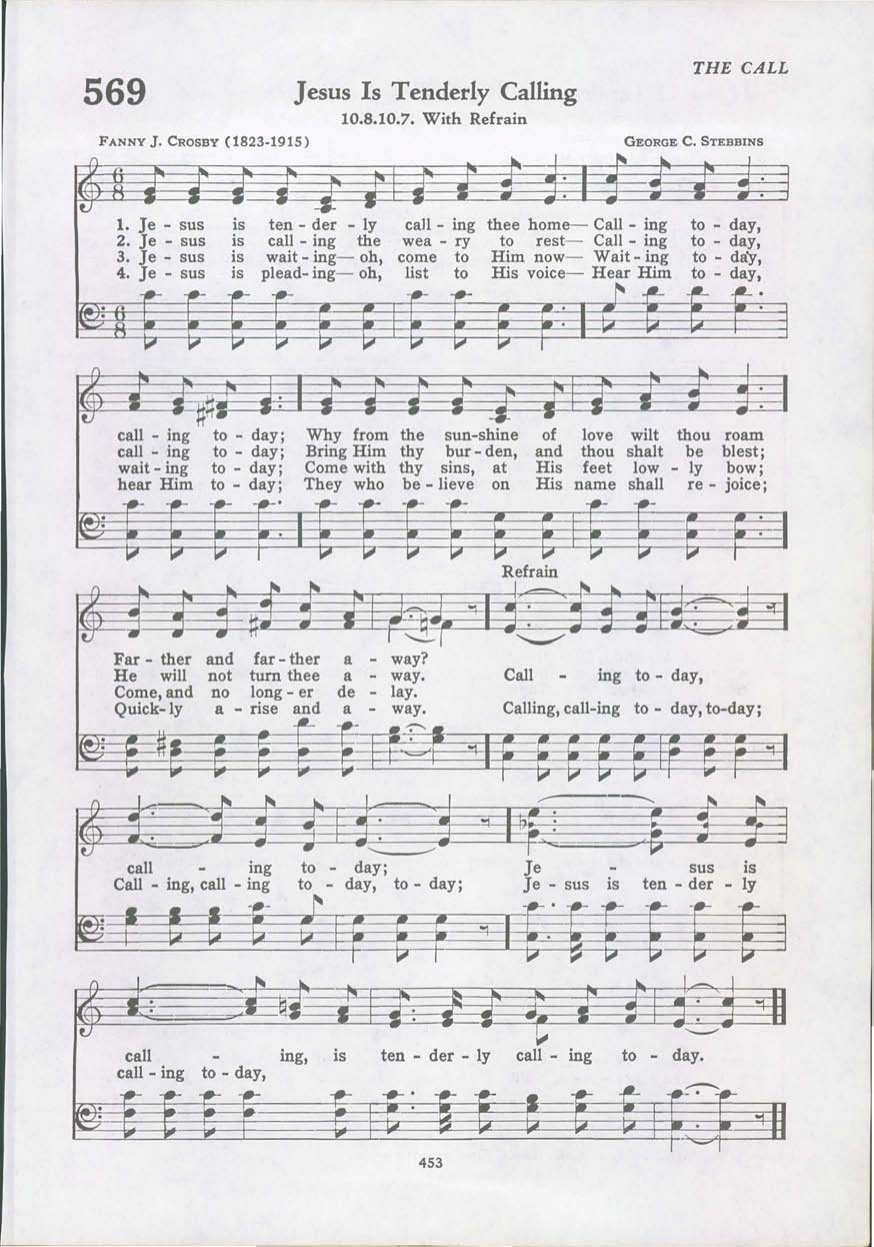 THE CALL
569
Jesus Is Tenderly Calling
10.8.10.7. With Refrain
FANNY J. CROSBY (1823-1915) GEORGE C. STEBBINS
6 8
1. Je - sus is ten - der - ly call - ing thee home— Call - ing to - day,
2. Je - sus is call - ing the wea - ry to rest— Call - ing to - day,
3. Je - sus is wait - ing— oh, come to Him now— Wait - ing to - day,
4. Je - sus is plead - ing— oh, list to His voice— Hear Him to - day,
6 8
call - ing to - day; Why from the sun-shine of love wilt thou roam
call - ing to - day; Bring Him thy bur - den, and thou shalt be blest;
wait - ing to - day; Come with thy sins, at His feet low - ly bow;
hear Him to - day; They who be - lieve on His name shall re - joice;
Refrain
Far - ther and far - ther a - way?
He will not turn thee a - way. Call - ing to - day,
Come, and no long - er de - lay.
Quick- ly a - rise and a - way. Calling, call-ing to - day, to-day;
call - ing to - day; Je - sus is
Call - ing, call - ing to - day, to - day; Je - sus is ten - der - ly
call - ing, is ten - der - ly call - ing to - day.
call - ing to - day,
453